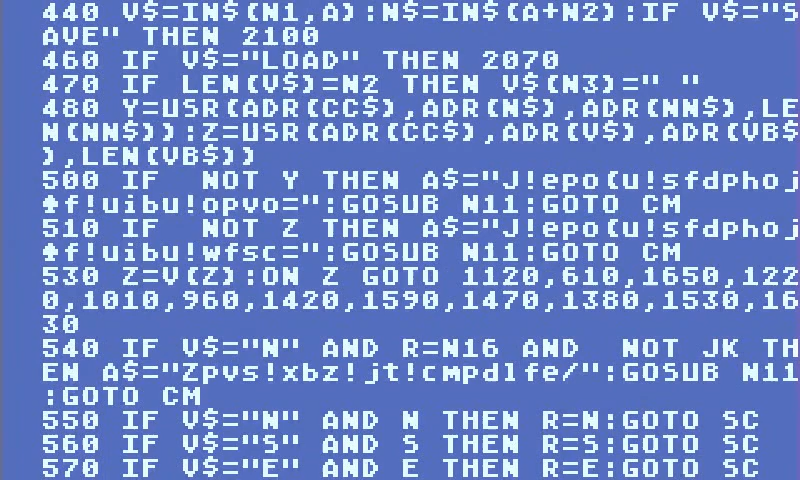 440 V$=IN$(N1,A):N$=IN$(A+N2):IF V$="S
AVE" THEN 2100
460 IF V$="LOAD" THEN 2070
470 IF LEN(V$)=N2 THEN V$(N3)=" "
480 Y=USR(ADR(CC$),ADR(N$),ADR(NN$),LE
N(NN$)):Z=USR(ADR(CC$),ADR(V$),ADR(VB$
),LEN(VB$))
500 IF  NOT Y THEN A$="J!epo(u!sfdphoj
♠f!uibu!opvo=":GOSUB N11:GOTO CM
510 IF  NOT Z THEN A$="J!epo(u!sfdphoj
♠f!uibu!wfsc=":GOSUB N11:GOTO CM
530 Z=V(Z):ON Z GOTO 1120,610,1650,122
0,1010,960,1420,1590,1470,1380,1530,16
30
540 IF V$="N" AND R=N16 AND  NOT JK TH
EN A$="Zpvs!xbz!jt!cmpdlfe/":GOSUB N11
:GOTO CM
550 IF V$="N" AND N THEN R=N:GOTO SC
560 IF V$="S" AND S THEN R=S:GOTO SC
570 IF V$="E" AND E THEN R=E:GOTO SC